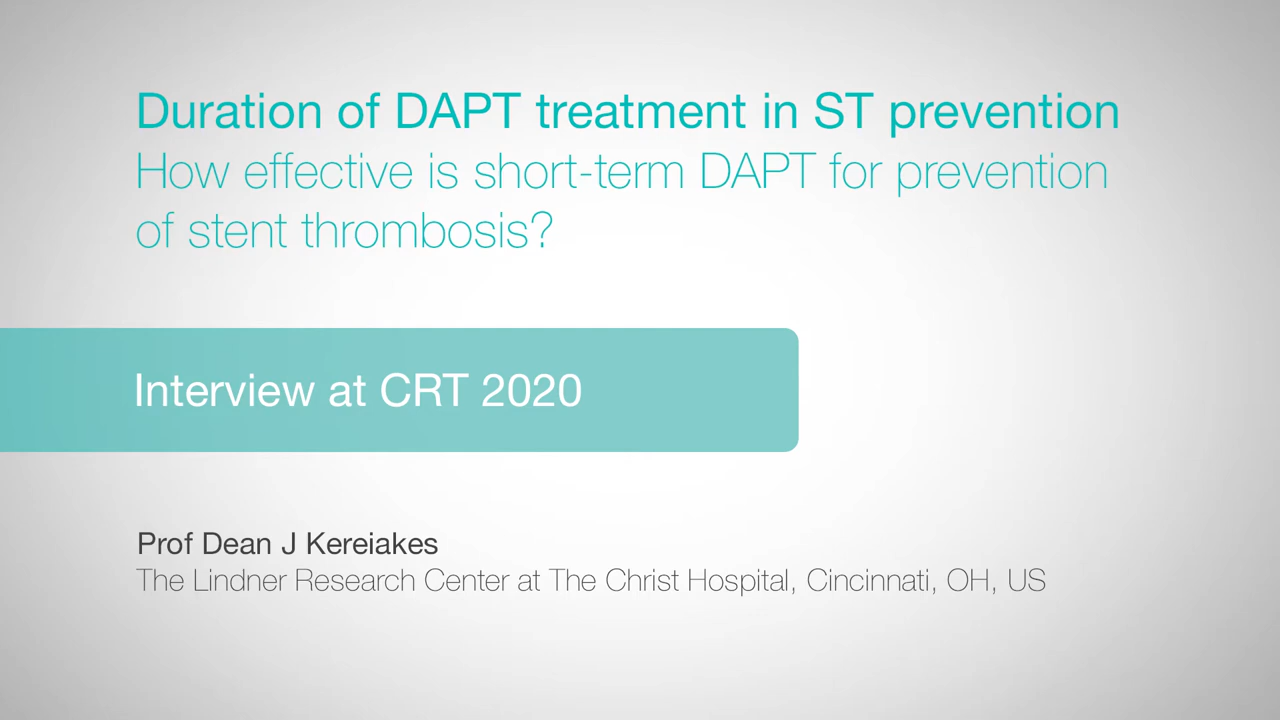 Duration of DAPT treatment in ST prevention
How effective is short-term DAPT for prevention
of stent thrombosis?
Interview at CRT 2020
Prof Dean J Kereiakes
The Lindner Research Center at The Christ Hospital, Cincinnati, OH, US